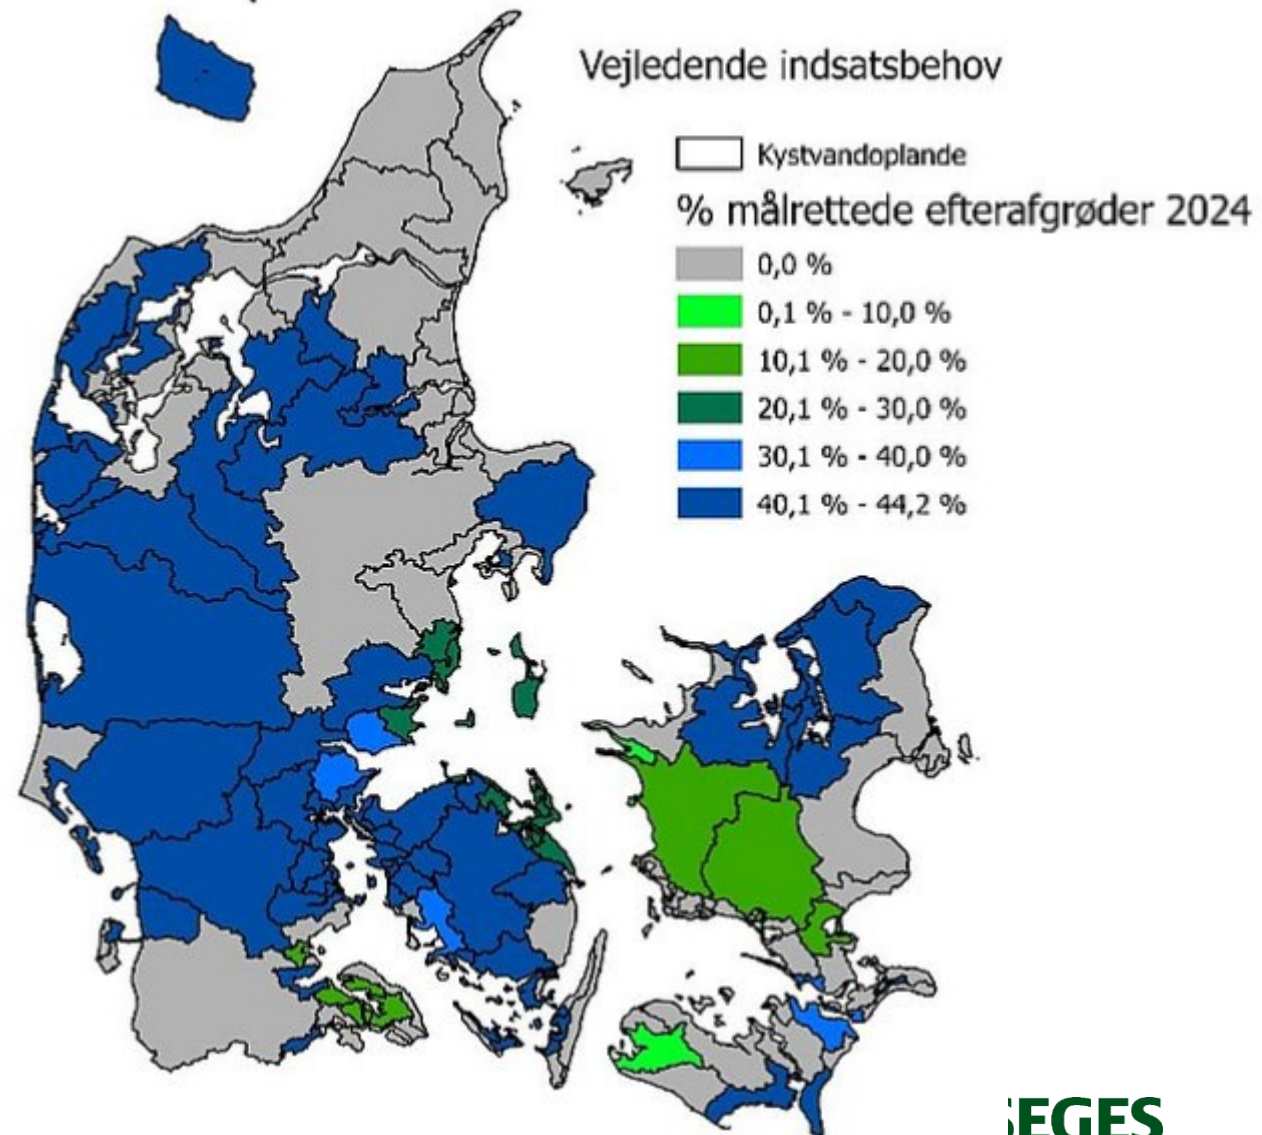 Vejledende indsatsbehov
Kystvandoplande
% målrettede efterafgrøder 2024
0,0 %
0,1 % - 10,0 %
10,1 % - 20,0 %
20,1 % - 30,0 %
30,1 % - 40,0 %
40,1 % - 44,2 %
SEGES